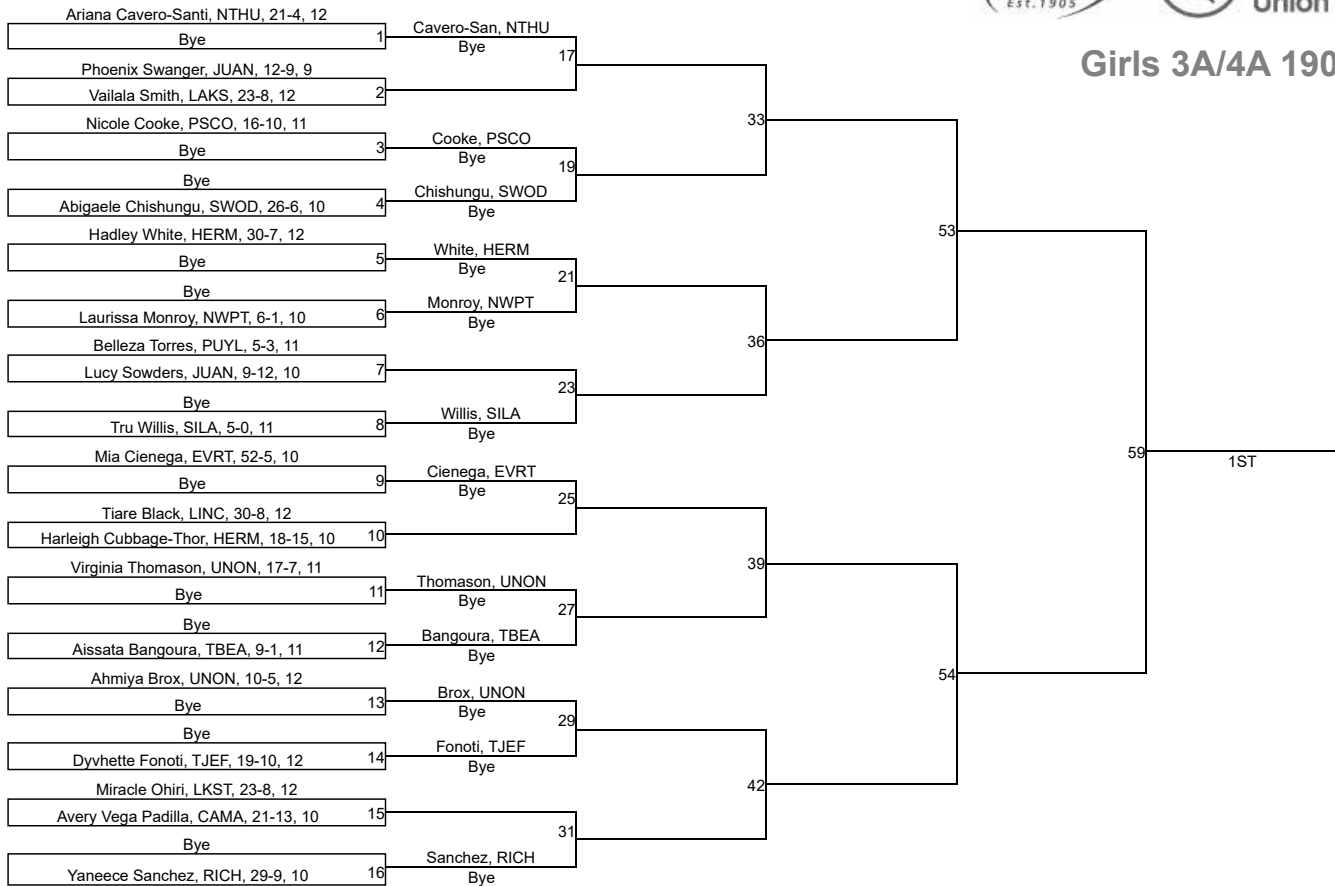 Est. 1905
Union
Girls 3A/4A 190
Ariana Cavero-Santi, NTHU, 21-4, 12
Bye
1
Cavero-San, NTHU
Bye
17
Phoenix Swanger, JUAN, 12-9, 9
Vailala Smith, LAKS, 23-8, 12
2
33
Nicole Cooke, PSCO, 16-10, 11
Bye
3
Cooke, PSCO
Bye
19
Bye
Abigaele Chishungu, SWOD, 26-6, 10
4
Chishungu, SWOD
Bye
53
Hadley White, HERM, 30-7, 12
Bye
5
White, HERM
Bye
21
Bye
Laurissa Monroy, NWPT, 6-1, 10
6
Monroy, NWPT
Bye
36
Belleza Torres, PUYL, 5-3, 11
Lucy Sowders, JUAN, 9-12, 10
7
23
Bye
Tru Willis, SILA, 5-0, 11
8
Willis, SILA
Bye
59
1ST
Mia Cienega, EVRT, 52-5, 10
Bye
9
Cienega, EVRT
Bye
25
Tiare Black, LINC, 30-8, 12
Harleigh Cubbage-Thor, HERM, 18-15, 10
10
39
Virginia Thomason, UNON, 17-7, 11
Bye
11
Thomason, UNON
Bye
27
Bye
Aissata Bangoura, TBEA, 9-1, 11
12
Bangoura, TBEA
Bye
54
Ahmiya Brox, UNON, 10-5, 12
Bye
13
Brox, UNON
Bye
29
Bye
Dyvhette Fonoti, TJEF, 19-10, 12
14
Fonoti, TJEF
Bye
42
Miracle Ohiri, LKST, 23-8, 12
Avery Vega Padilla, CAMA, 21-13, 10
15
31
Bye
Yaneece Sanchez, RICH, 29-9, 10
16
Sanchez, RICH
Bye